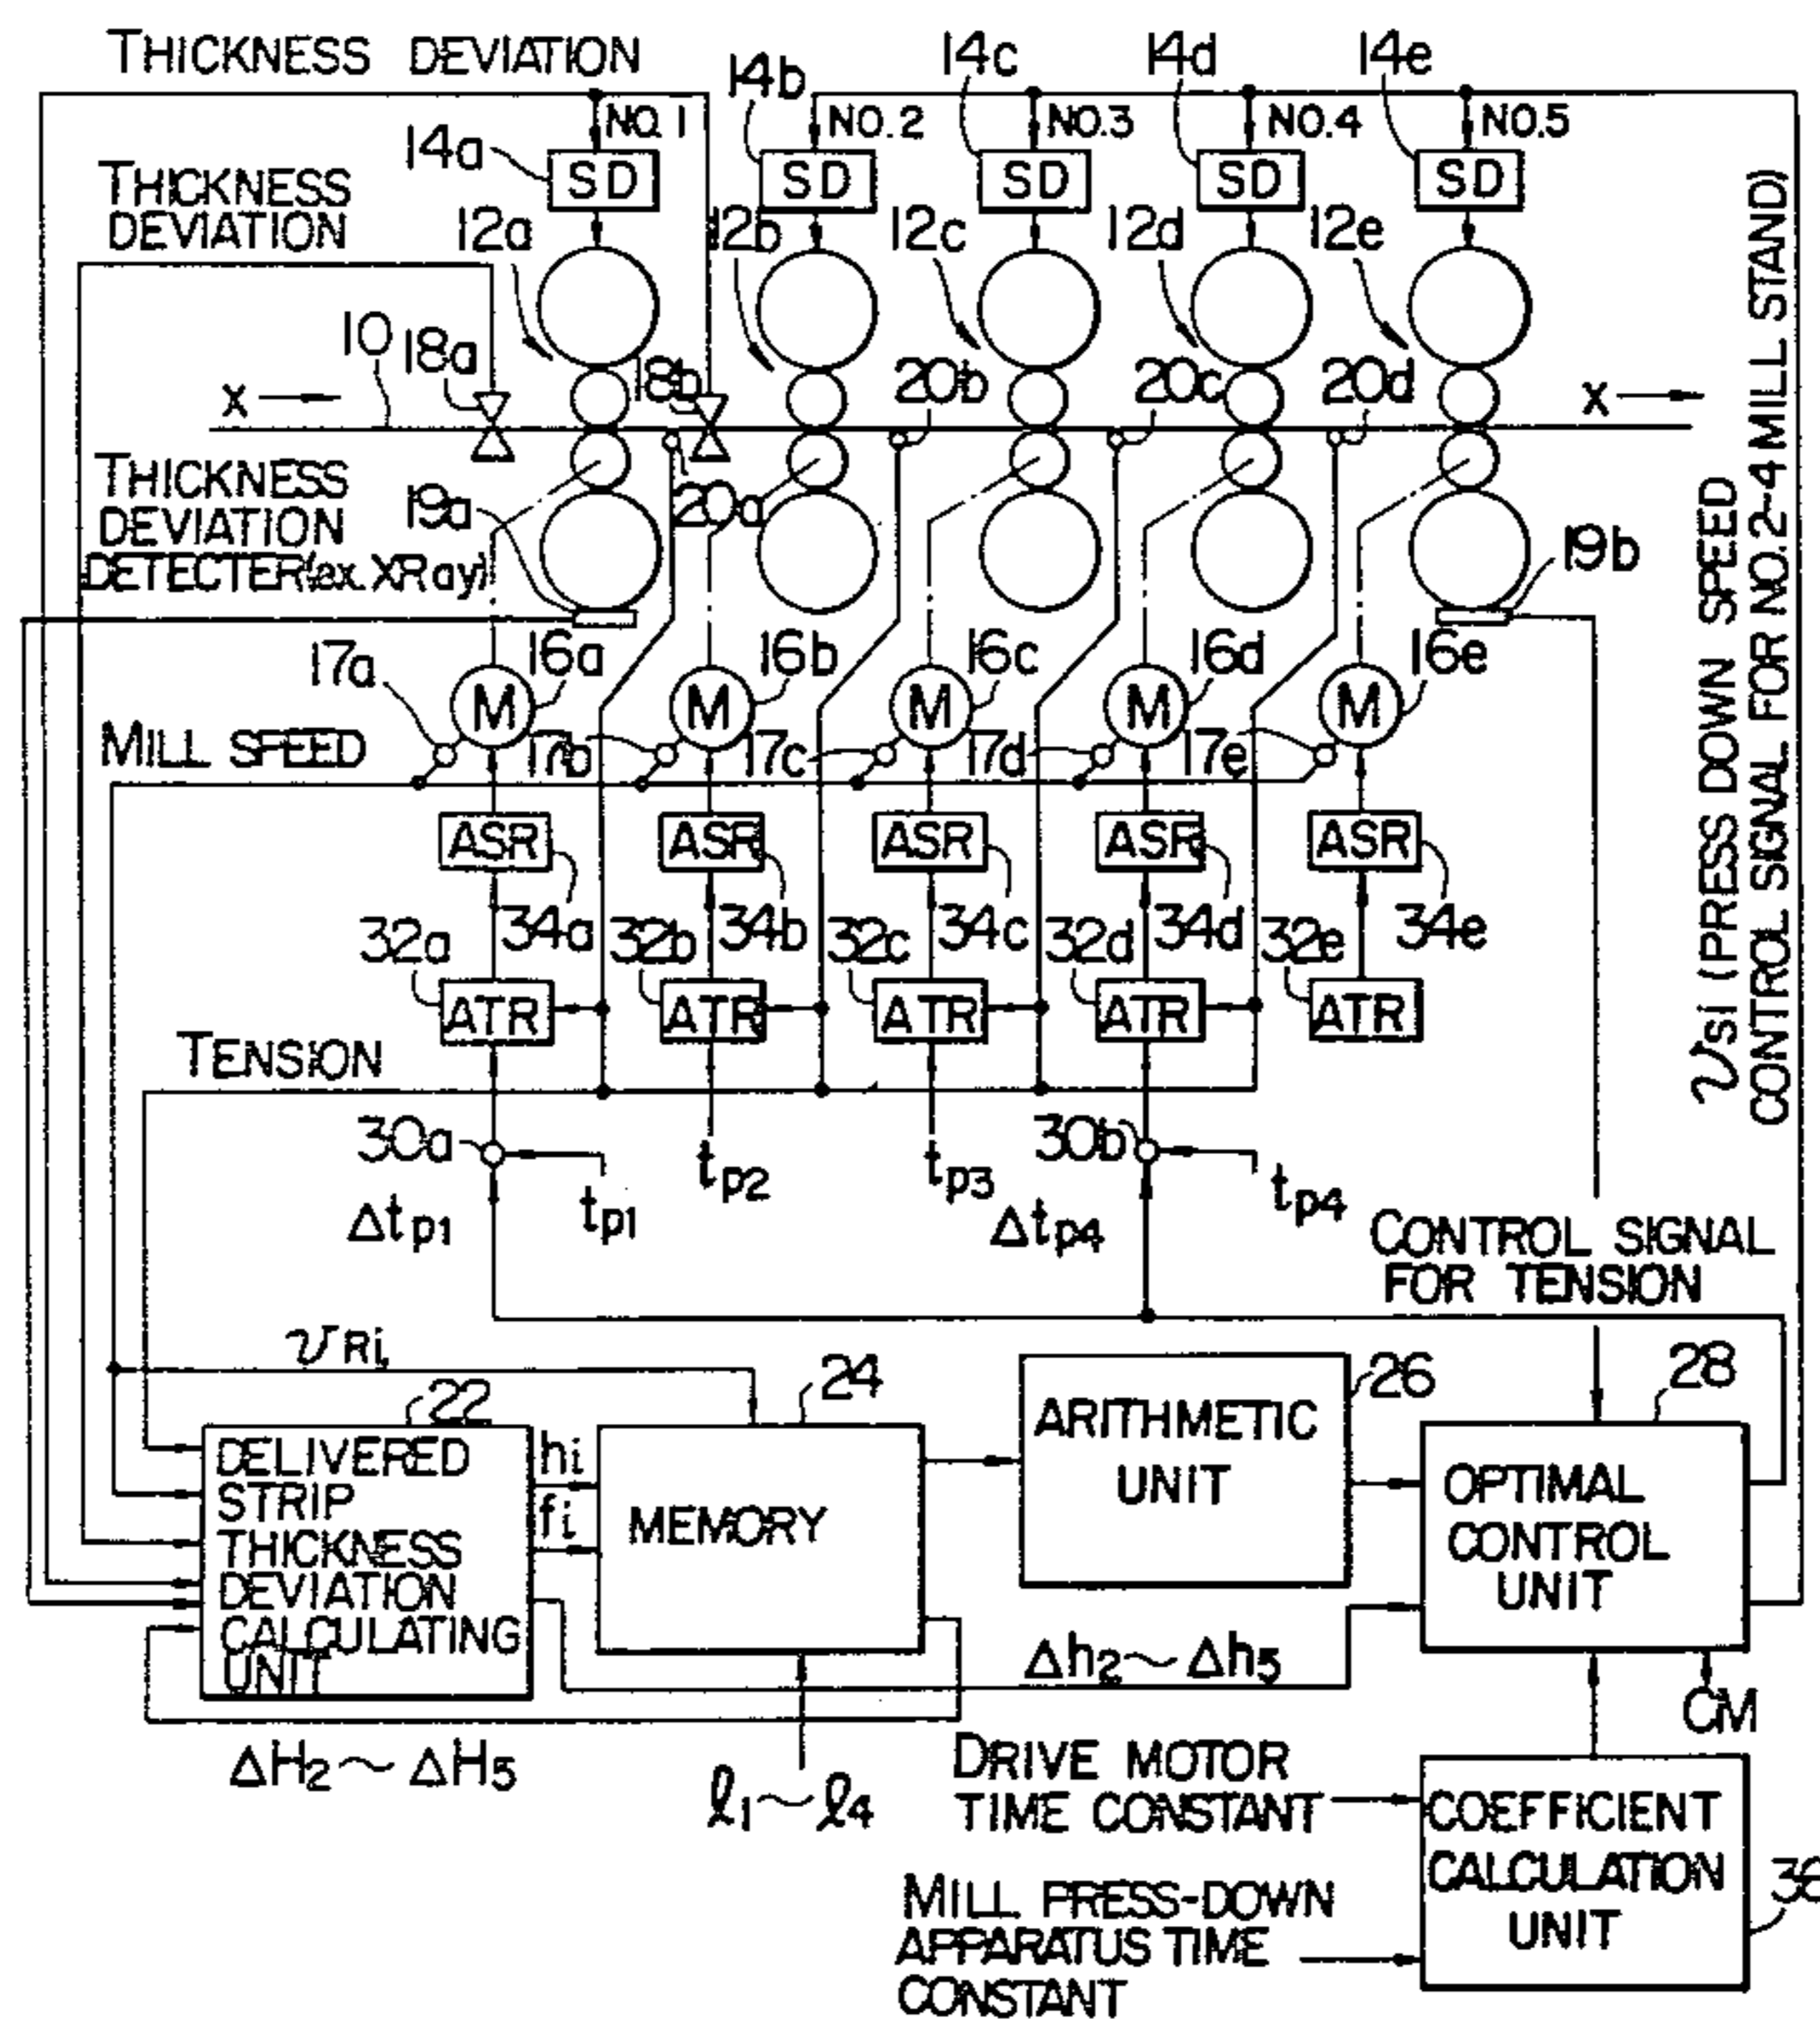 THICKNESS DEVIATION
14b
14c
14d
14e
NO. 1
NO. 2
NO.3
NO.4
NO.5
14a
SD
SD
SD
SD
SD
THICKNESS
DEVIATION
12a
12b
12c
12d
12e
10
18a
18b
20b
20c
20d
X
X
THICKNESS
DEVIATION
DETECTER(ex. XRay)
19a
20a
19b
17a
16a
16b
16c
16d
16e
M
M
M
M
M
MILL SPEED
17b
17c
17d
17e
ASR
ASR
ASR
ASR
ASR
32a
34a
32b
34b
32c
34c
32d
34d
32e
34e
ATR
ATR
ATR
ATR
ATR
TENSION
30a
30b
Δtp1
tp1
tp2
tp3
Δtp4
tp4
VSI (PRESS DOWN SPEED
CONTROL SIGNAL FOR NO.2~4 MILL STAND)
CONTROL SIGNAL
FOR TENSION
VRi
22
24
26
28
DELIVERED
STRIP
THICKNESS
DEVIATION
CALCULATING
UNIT
hi
fi
MEMORY
ARITHMETIC
UNIT
OPTIMAL
CONTROL
UNIT
Δh2~Δh5
CM
ΔH2~ΔH5
ℓ1~ℓ4
DRIVE MOTOR
TIME CONSTANT
MILL PRESS-DOWN
APPARATUS TIME
CONSTANT
COEFFICIENT
CALCULATION
UNIT